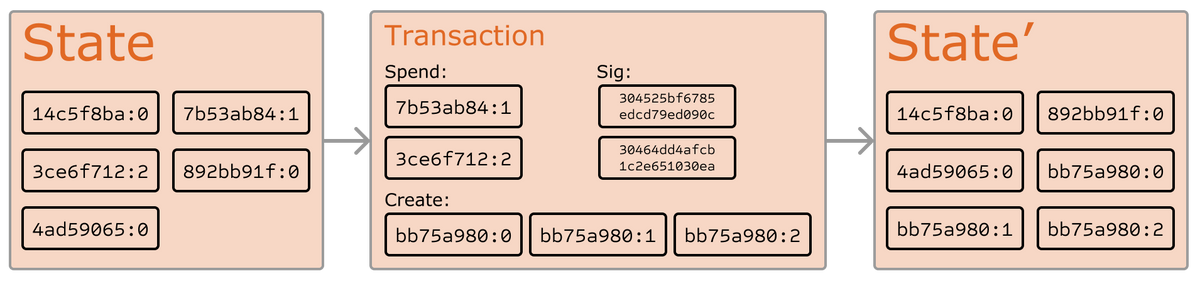 State
14c5f8ba:0 7b53ab84:1
3ce6f712:2 892bb91f:0
4ad59065:0
Transaction
Spend: Sig:
7b53ab84:1
304525bf6785
edcd79ed090c
3ce6f712:2
30464dd4afcb
1c2e651030ea
Create:
bb75a980:0 bb75a980:1 bb75a980:2
State’
14c5f8ba:0 892bb91f:0
4ad59065:0 bb75a980:0
bb75a980:1 bb75a980:2